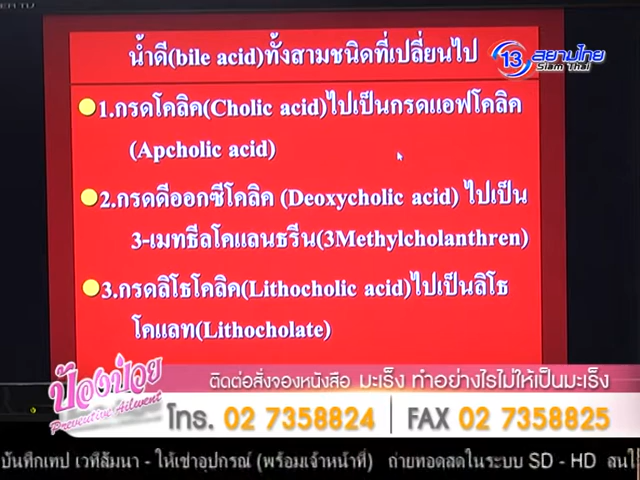 น้ำดี(bile acid)ทั้งสามชนิดที่เปลี่ยนไป
13 สยามไทย
Siam Thai
1.กรดโคลิค(Cholic acid)ไปเป็นกรดแอฟโคลิค
(Apcholic acid)
2.กรดดีออกซีโคลิค (Deoxycholic acid) ไปเป็น
3-เมทธีลโคแลนธรีน(3Methylcholanthren)
3.กรดลิโธโคลิค(Lithocholic acid)ไปเป็นลิโธ
โคแลท(Lithocholate)
ป้องป่วย
Preventive Ailment
ติดต่อสั่งจองหนังสือ มะเร็ง ทำอย่างไรไม่ให้เป็นมะเร็ง
โทร. 02 7358824 | FAX 02 7358825
บันทึกเทป เวทีสัมนา - ให้เช่าอุปกรณ์ (พร้อมเจ้าหน้าที่) ถ่ายทอดสดในระบบ SD - HD สนใ